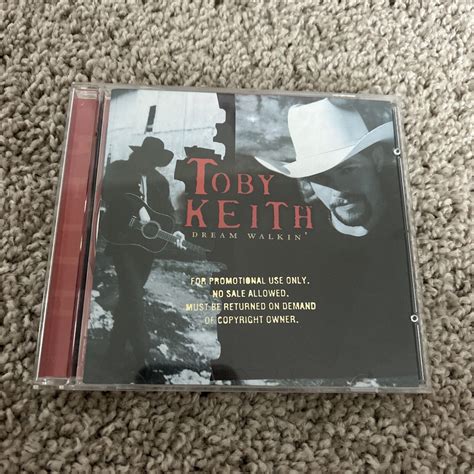 TOBY
KEITH
DREAM WALKIN'
FOR PROMOTIONAL USE ONLY.
NO SALE ALLOWED.
MUST BE RETURNED ON DEMAND
OF COPYRIGHT OWNER.